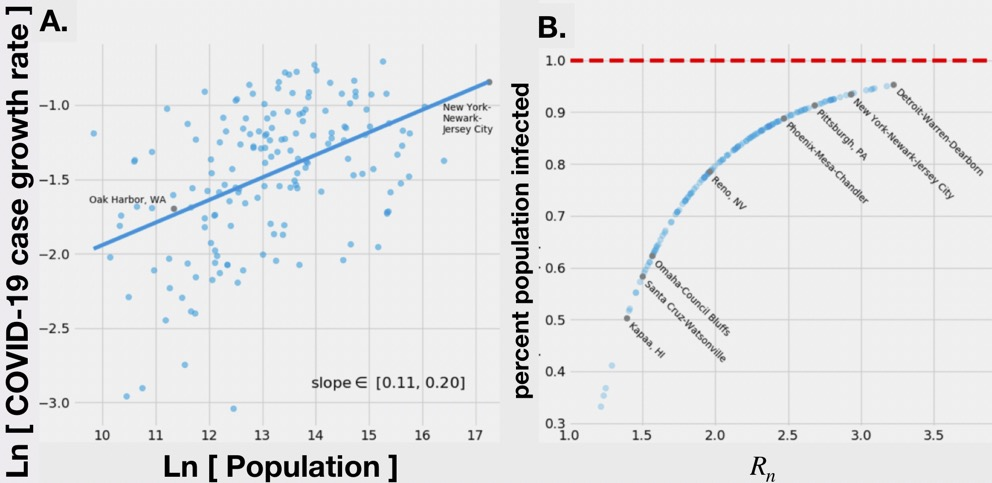 A.
Ln [ COVID-19 case growth rate ]
−1.0
−1.5
−2.0
−2.5
−3.0
New York-
Newark-
Jersey City
Oak Harbor, WA
slope ∈ [0.11, 0.20]
10 11 12 13 14 15 16 17
Ln [ Population ]
B.
percent population infected
1.0
0.9
0.8
0.7
0.6
0.5
0.4
0.3
Detroit-Warren-Dearborn
New York-Newark-Jersey City
Pittsburgh, PA
Phoenix-Mesa-Chandler
Reno, NV
Omaha-Council Bluffs
Santa Cruz-Watsonville
Kapaa, HI
1.0 1.5 2.0 2.5 3.0 3.5
Rn